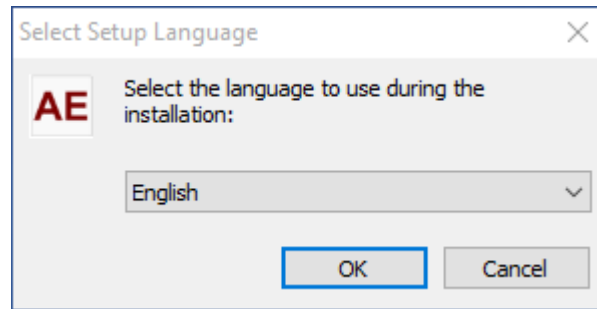 Select Setup Language
AE
Select the language to use during the
installation:
English
OK
Cancel